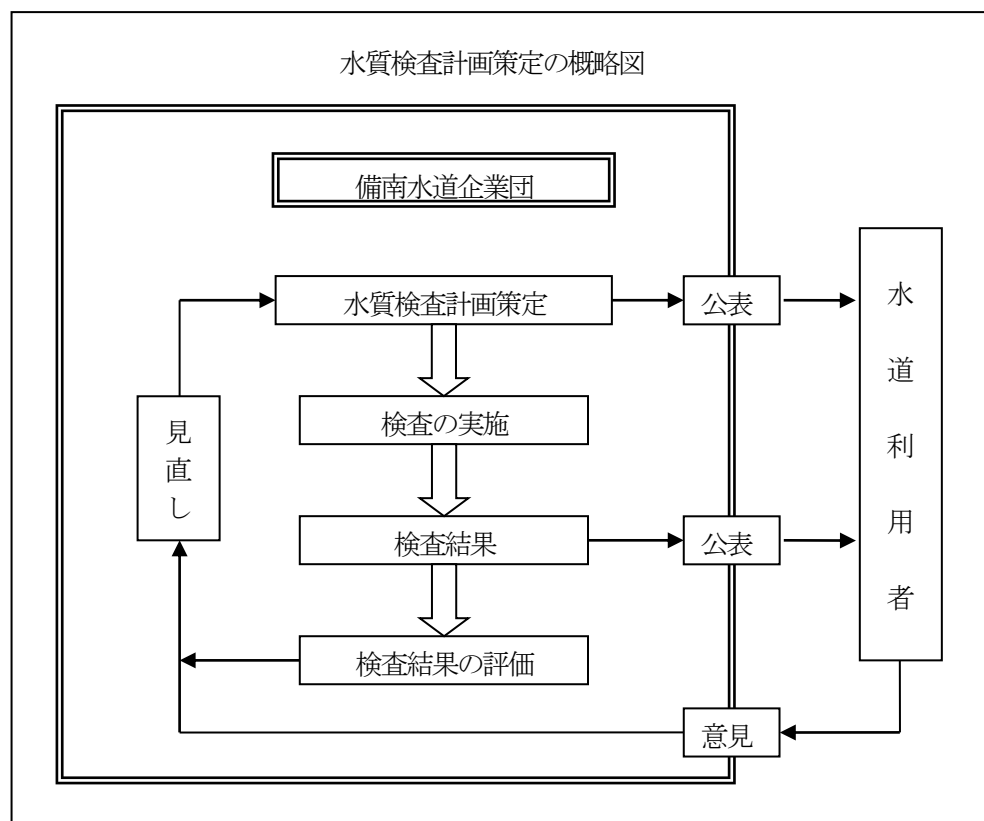 水質検査計画策定の概略図
備南水道企業団
水質検査計画策定
公表
水道利用者
検査の実施
見直し
検査結果
公表
検査結果の評価
意見